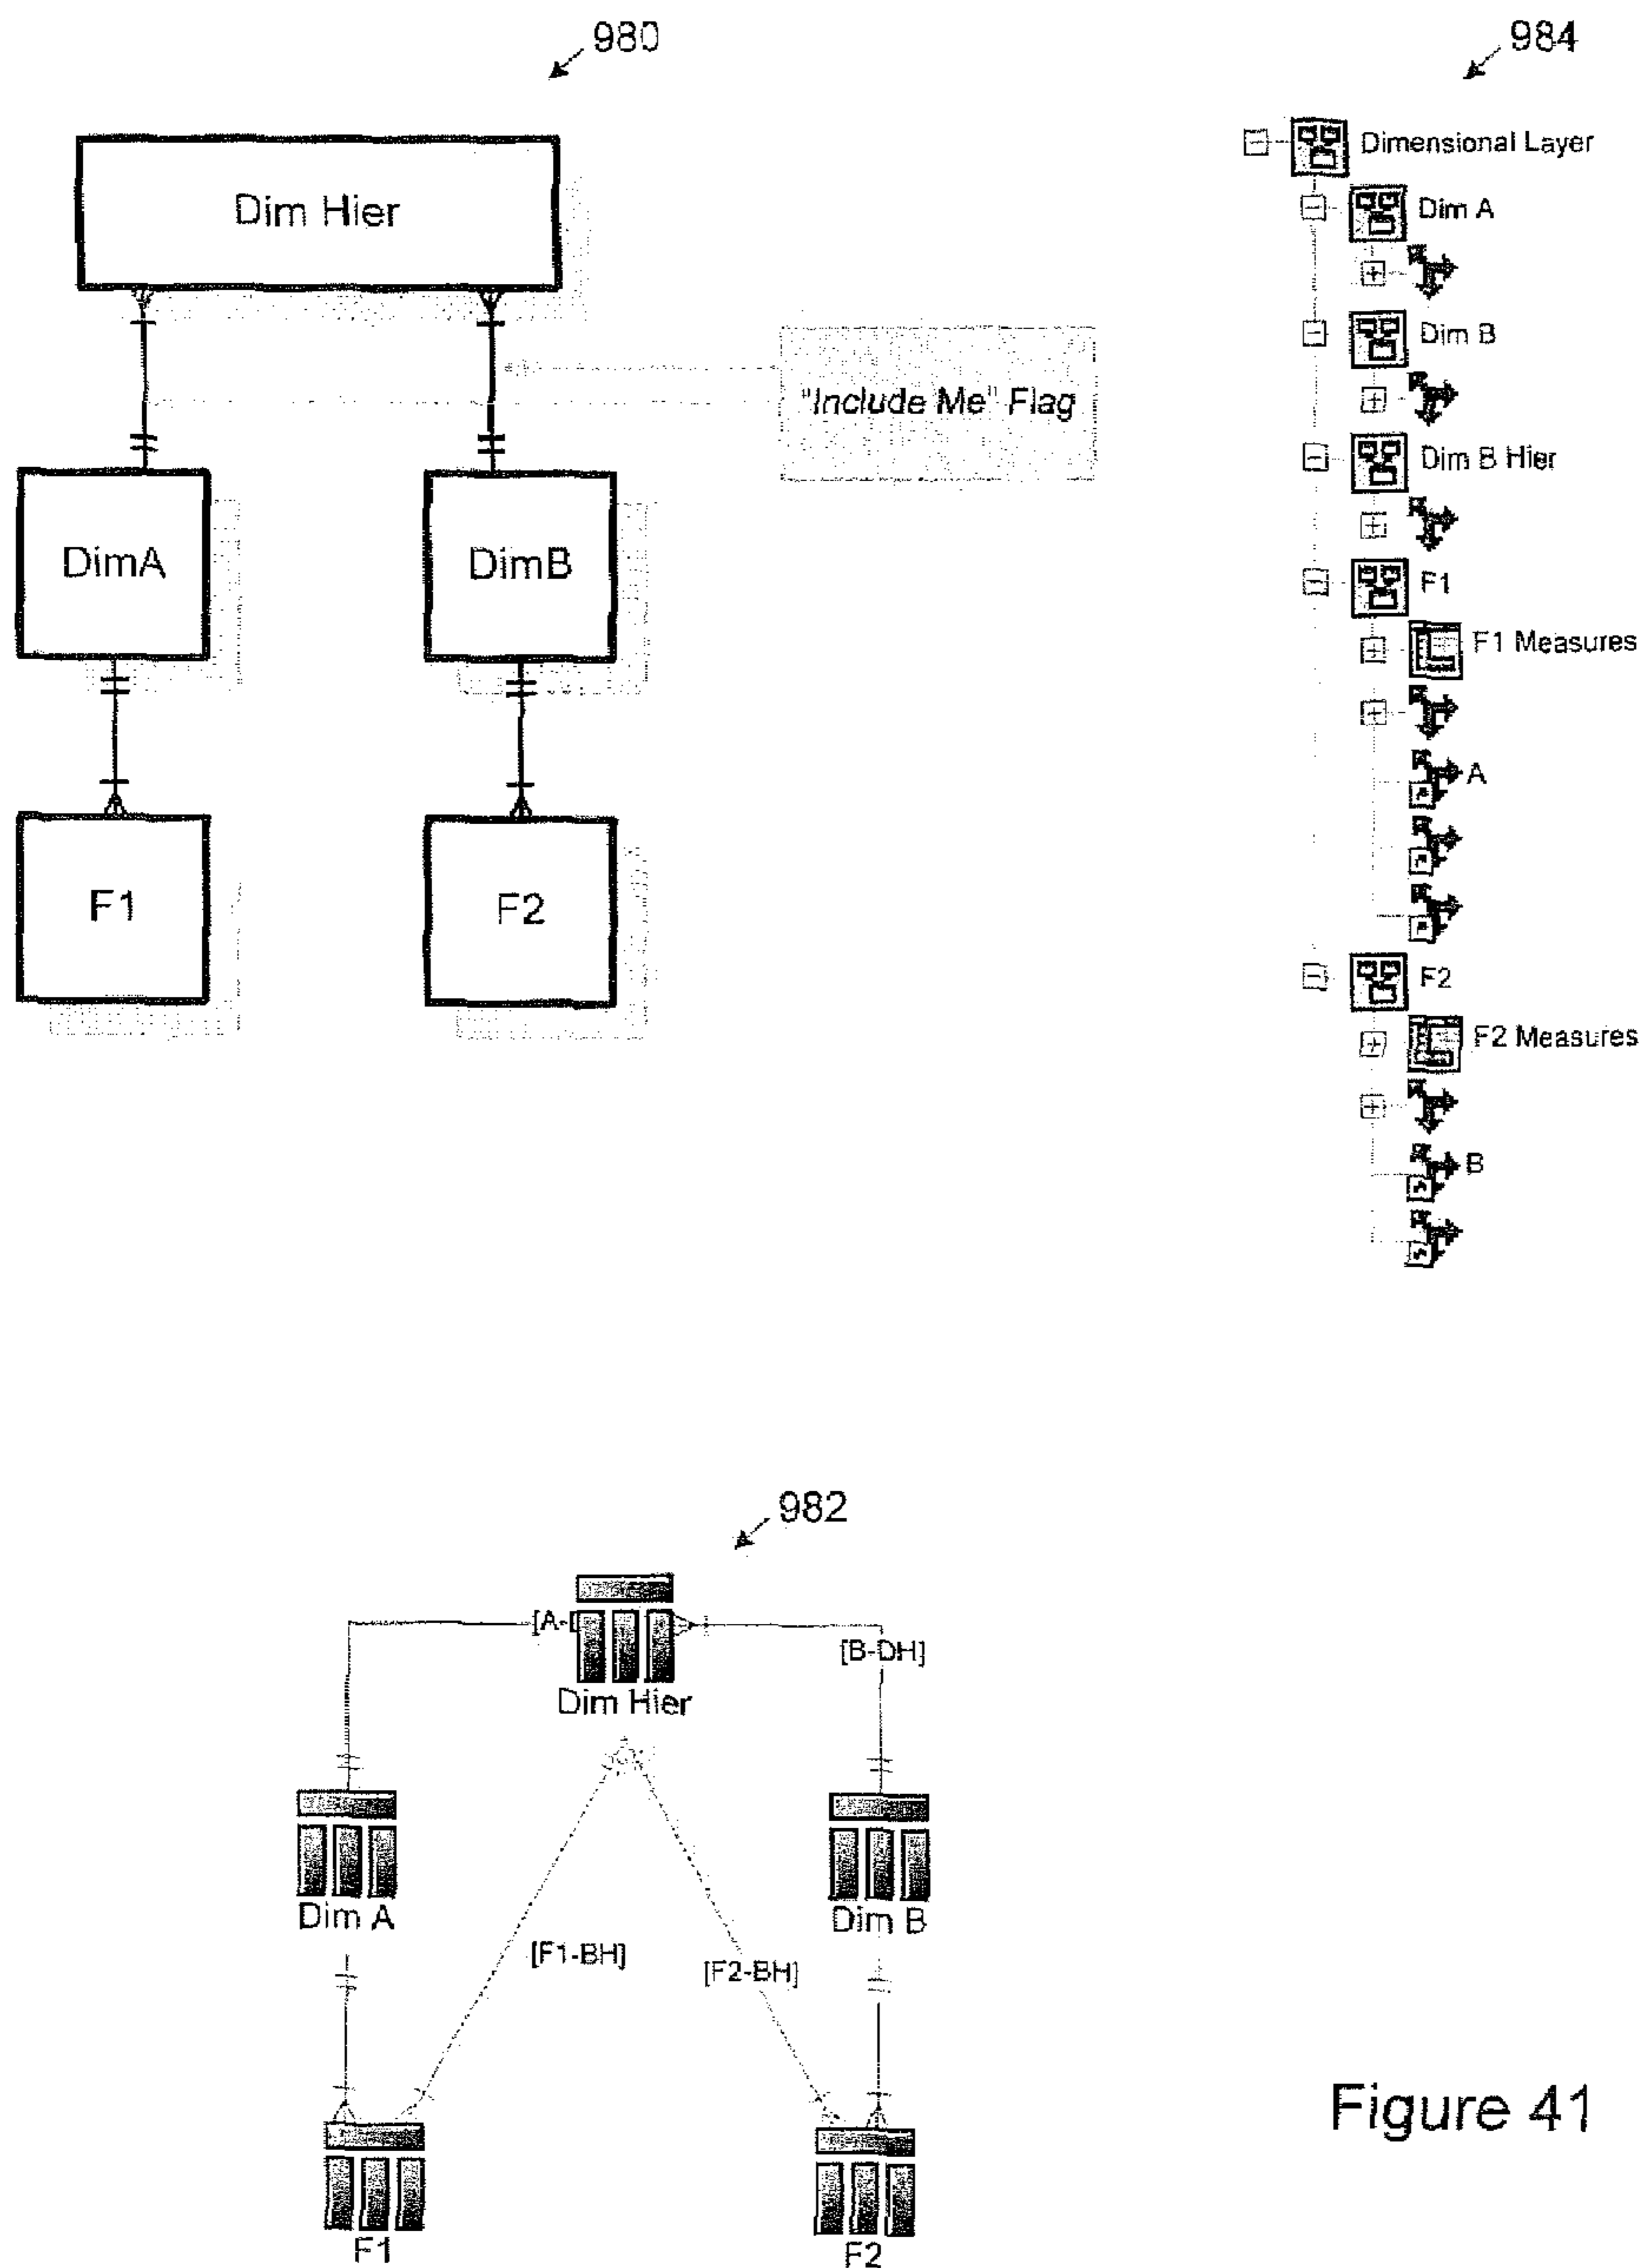 980
Dim Hier
"Include Me" Flag
DimA
DimB
F1
F2
984
Dimensional Layer
Dim A
Dim B
Dim B Hier
F1
F1 Measures
A
F2
F2 Measures
B
982
[A-
[B-DH]
Dim Hier
Dim A
Dim B
[F1-BH]
[F2-BH]
F1
F2
Figure 41